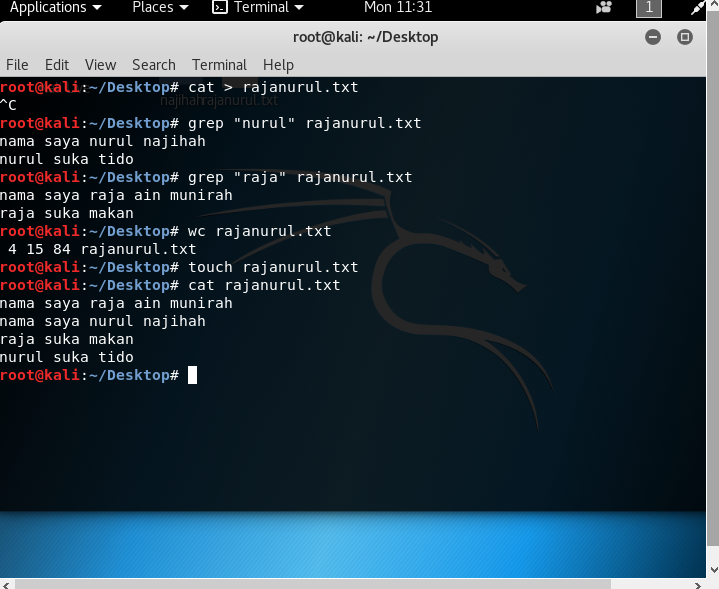 Applications Places Terminal Mon 11:31 1
root@kali: ~/Desktop
File Edit View Search Terminal Help
root@kali:~/Desktop# cat > rajanurul.txt
najihahrajanurul.txt
^C
root@kali:~/Desktop# grep "nurul" rajanurul.txt
nama saya nurul najihah
nurul suka tido
root@kali:~/Desktop# grep "raja" rajanurul.txt
nama saya raja ain munirah
raja suka makan
root@kali:~/Desktop# wc rajanurul.txt
 4 15 84 rajanurul.txt
root@kali:~/Desktop# touch rajanurul.txt
root@kali:~/Desktop# cat rajanurul.txt
nama saya raja ain munirah
nama saya nurul najihah
raja suka makan
nurul suka tido
root@kali:~/Desktop#